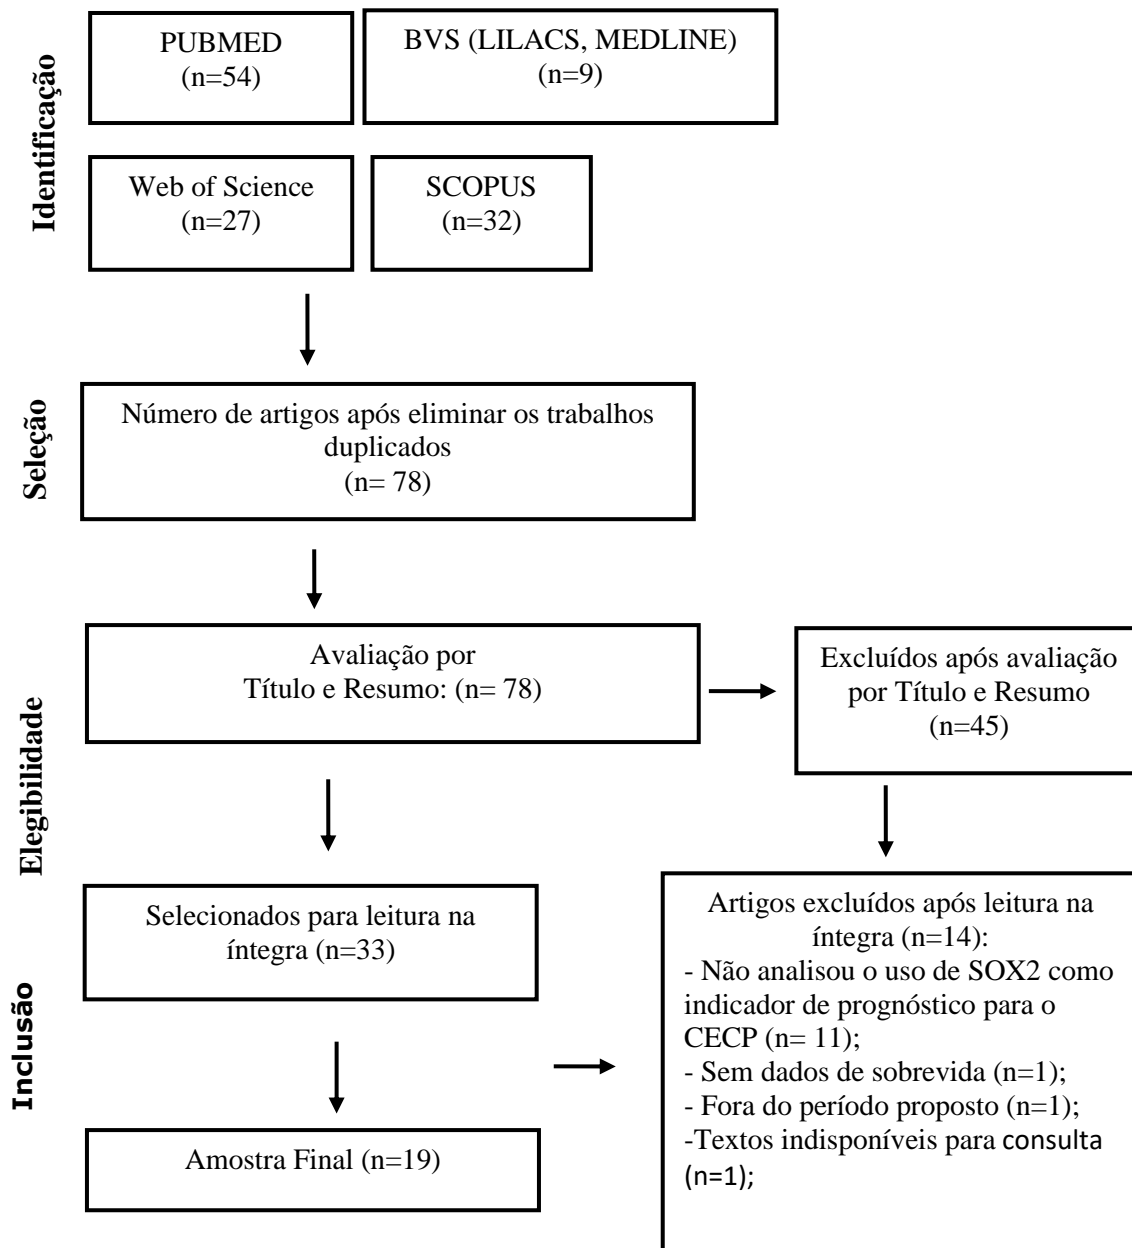 Identificação
PUBMED
(n=54)
BVS (LILACS, MEDLINE)
(n=9)
Web of Science
(n=27)
SCOPUS
(n=32)
Seleção
Número de artigos após eliminar os trabalhos
duplicados
(n= 78)
Elegibilidade
Avaliação por
Título e Resumo: (n= 78)
Excluídos após avaliação
por Título e Resumo
(n=45)
Selecionados para leitura na
íntegra (n=33)
Artigos excluídos após leitura na
íntegra (n=14):
- Não analisou o uso de SOX2 como
indicador de prognóstico para o
CECP (n= 11);
- Sem dados de sobrevida (n=1);
- Fora do período proposto (n=1);
-Textos indisponíveis para consulta
(n=1);
Inclusão
Amostra Final (n=19)